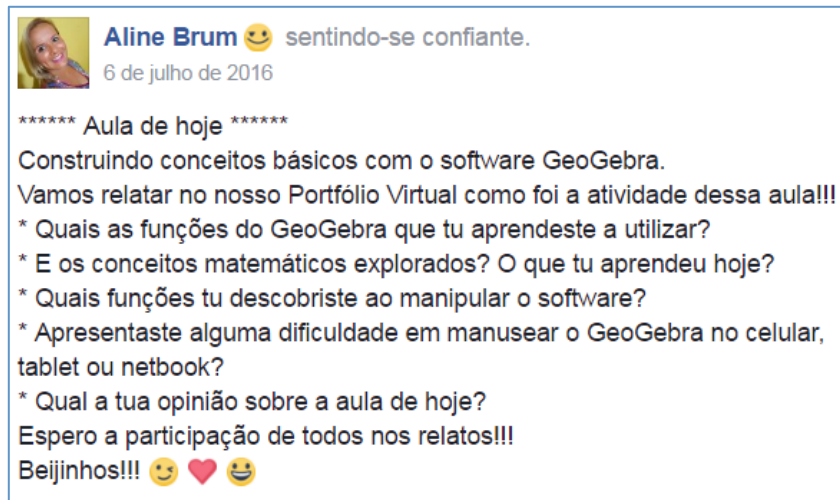 Aline Brum 😀 sentindo-se confiante.
6 de julho de 2016
****** Aula de hoje ******
Construindo conceitos básicos com o software GeoGebra.
Vamos relatar no nosso Portfólio Virtual como foi a atividade dessa aula!!!
* Quais as funções do GeoGebra que tu aprendeste a utilizar?
* E os conceitos matemáticos explorados? O que tu aprendeu hoje?
* Quais funções tu descobriste ao manipular o software?
* Apresentaste alguma dificuldade em manusear o GeoGebra no celular,
tablet ou netbook?
* Qual a tua opinião sobre a aula de hoje?
Espero a participação de todos nos relatos!!!
Beijinhos!!! 😉 ❤️ 😀